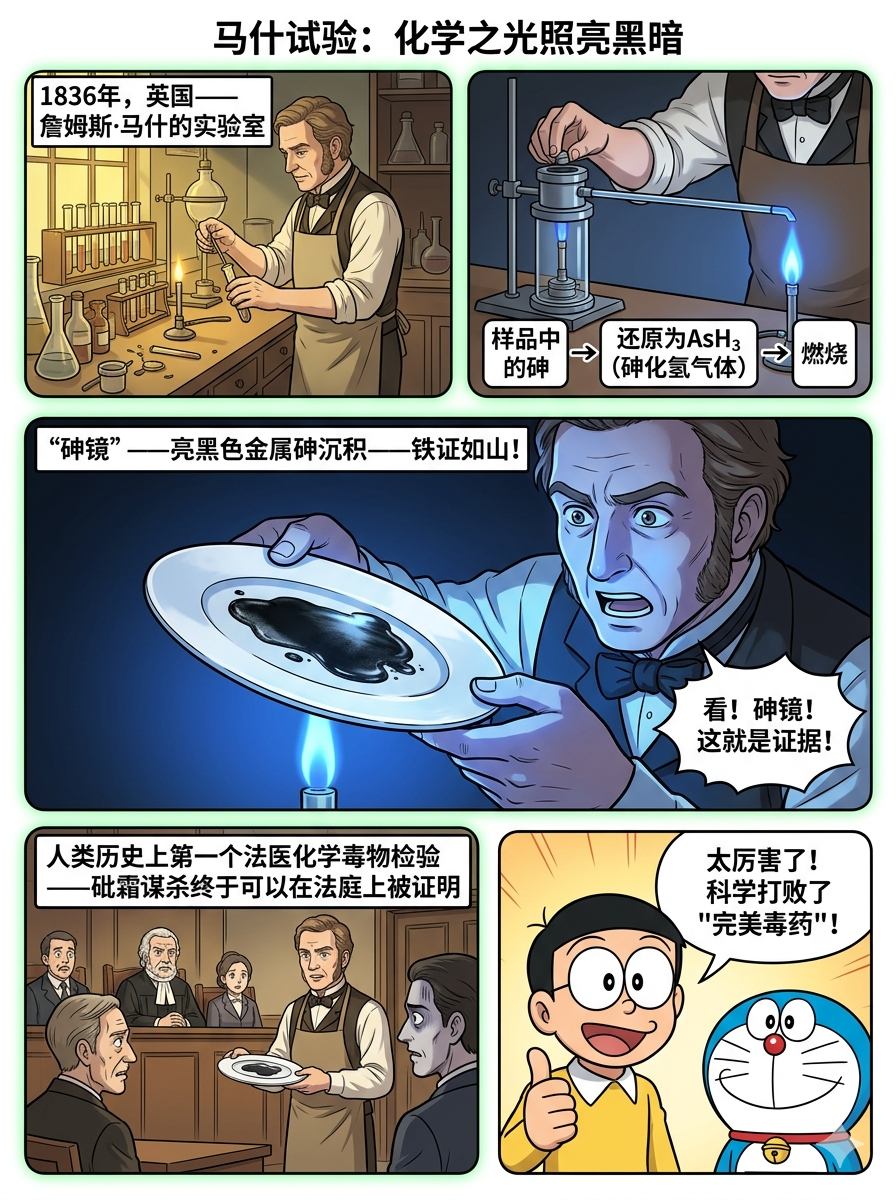 马什试验：化学之光照亮黑暗
1836年，英国——
詹姆斯·马什的实验室
样品中
的砷
→
还原为AsH₃
（砷化氢气体）
→
燃烧
“砷镜”——亮黑色金属砷沉积——铁证如山！
看！砷镜！
这就是证据！
人类历史上第一个法医化学毒物检验
——砒霜谋杀终于可以在法庭上被证明
太厉害了！
科学打败了
"完美毒药"！